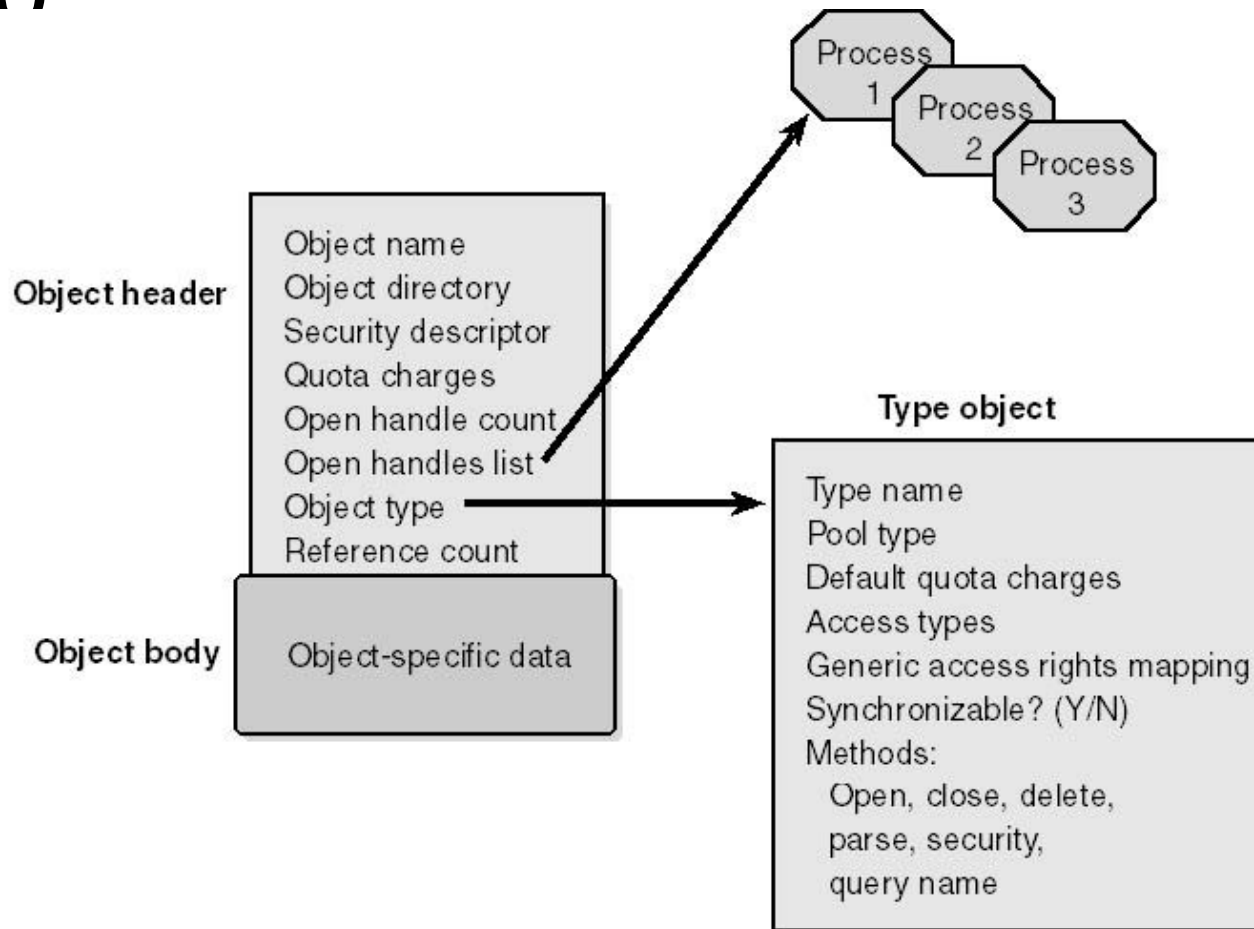 Process
1
Process
2
Process
3
Object header
Object name
Object directory
Security descriptor
Quota charges
Open handle count
Open handles list
Object type
Reference count
Object body
Object-specific data
Type object
Type name
Pool type
Default quota charges
Access types
Generic access rights mapping
Synchronizable? (Y/N)
Methods:
Open, close, delete,
parse, security,
query name